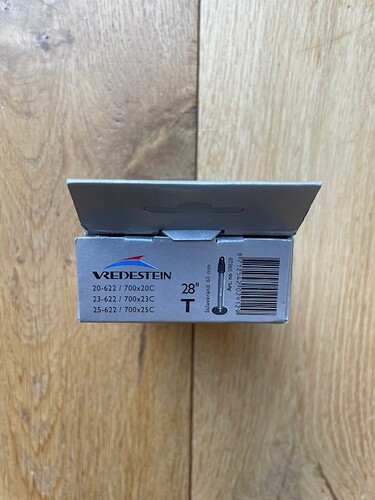 VREDESTEIN
20-622 / 700x20C
23-622 / 700x23C
25-622 / 700x25C
28"
T
Sclaverand 60 mm